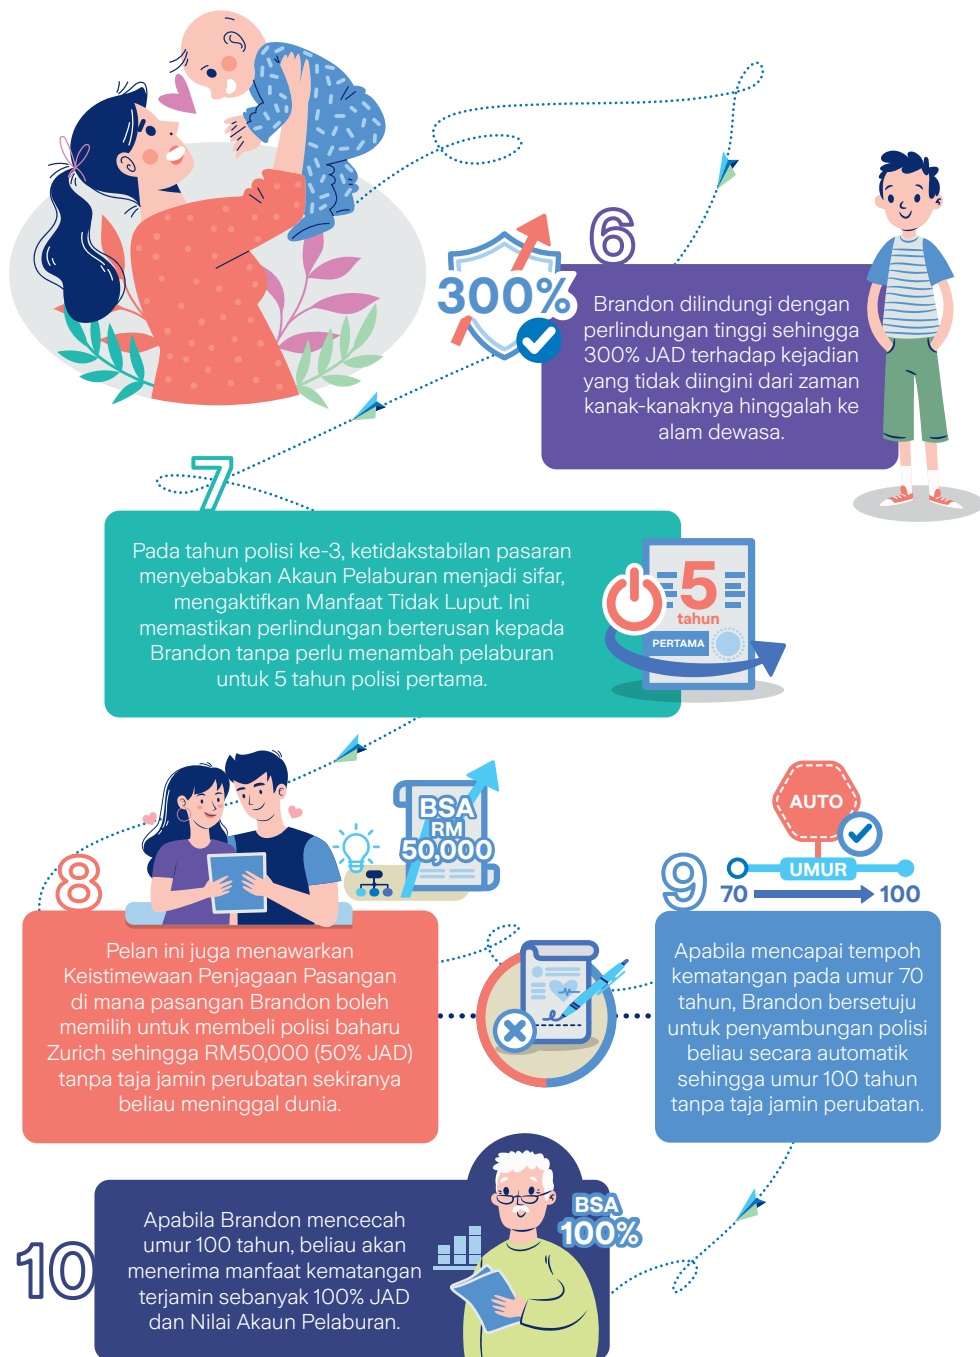 300%
6
Brandon dilindungi dengan
perlindungan tinggi sehingga
300% JAD terhadap kejadian
yang tidak diingini dari zaman
kanak-kanaknya hinggalah ke
alam dewasa.
7
Pada tahun polisi ke-3, ketidakstabilan pasaran
menyebabkan Akaun Pelaburan menjadi sifar,
mengaktifkan Manfaat Tidak Luput. Ini
memastikan perlindungan berterusan kepada
Brandon tanpa perlu menambah pelaburan
untuk 5 tahun polisi pertama.
5
tahun
PERTAMA
8
BSA
RM
50,000
Pelan ini juga menawarkan
Keistimewaan Penjagaan Pasangan
di mana pasangan Brandon boleh
memilih untuk membeli polisi baharu
Zurich sehingga RM50,000 (50% JAD)
tanpa taja jamin perubatan sekiranya
beliau meninggal dunia.
9
AUTO
UMUR
70
100
Apabila mencapai tempoh
kematangan pada umur 70
tahun, Brandon bersetuju
untuk penyambungan polisi
beliau secara automatik
sehingga umur 100 tahun
tanpa taja jamin perubatan.
10
Apabila Brandon mencecah
umur 100 tahun, beliau akan
menerima manfaat kematangan
terjamin sebanyak 100% JAD
dan Nilai Akaun Pelaburan.
BSA
100%